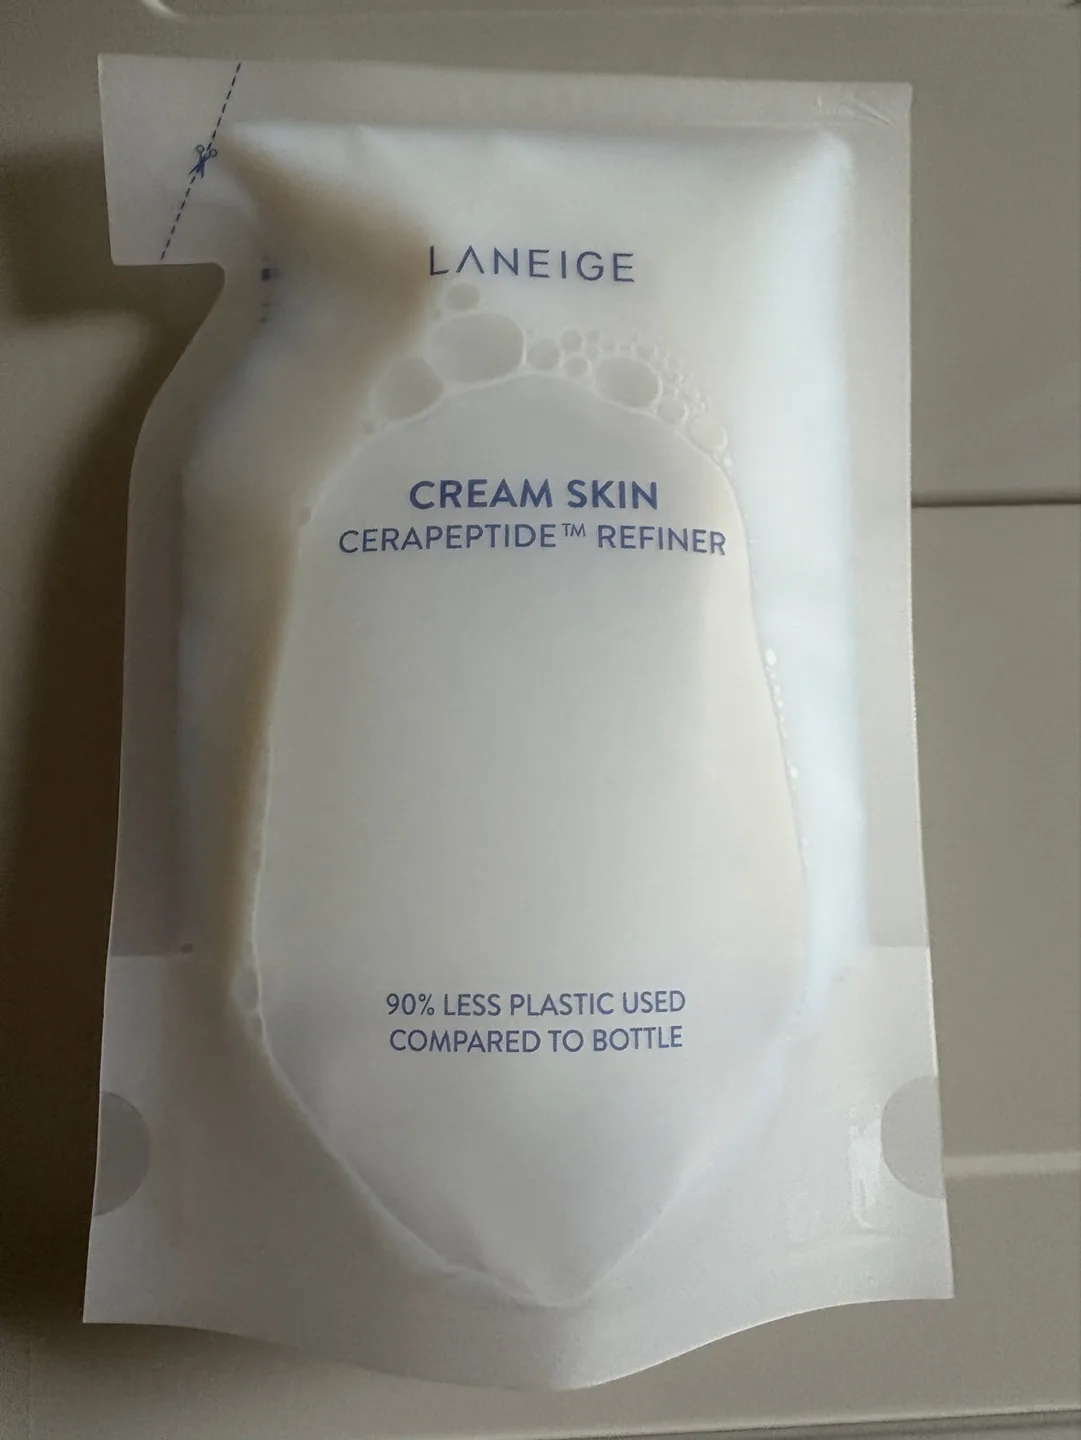 LANEIGE
CREAM SKIN
CERAPEPTIDE™ REFINER
90% LESS PLASTIC USED
COMPARED TO BOTTLE